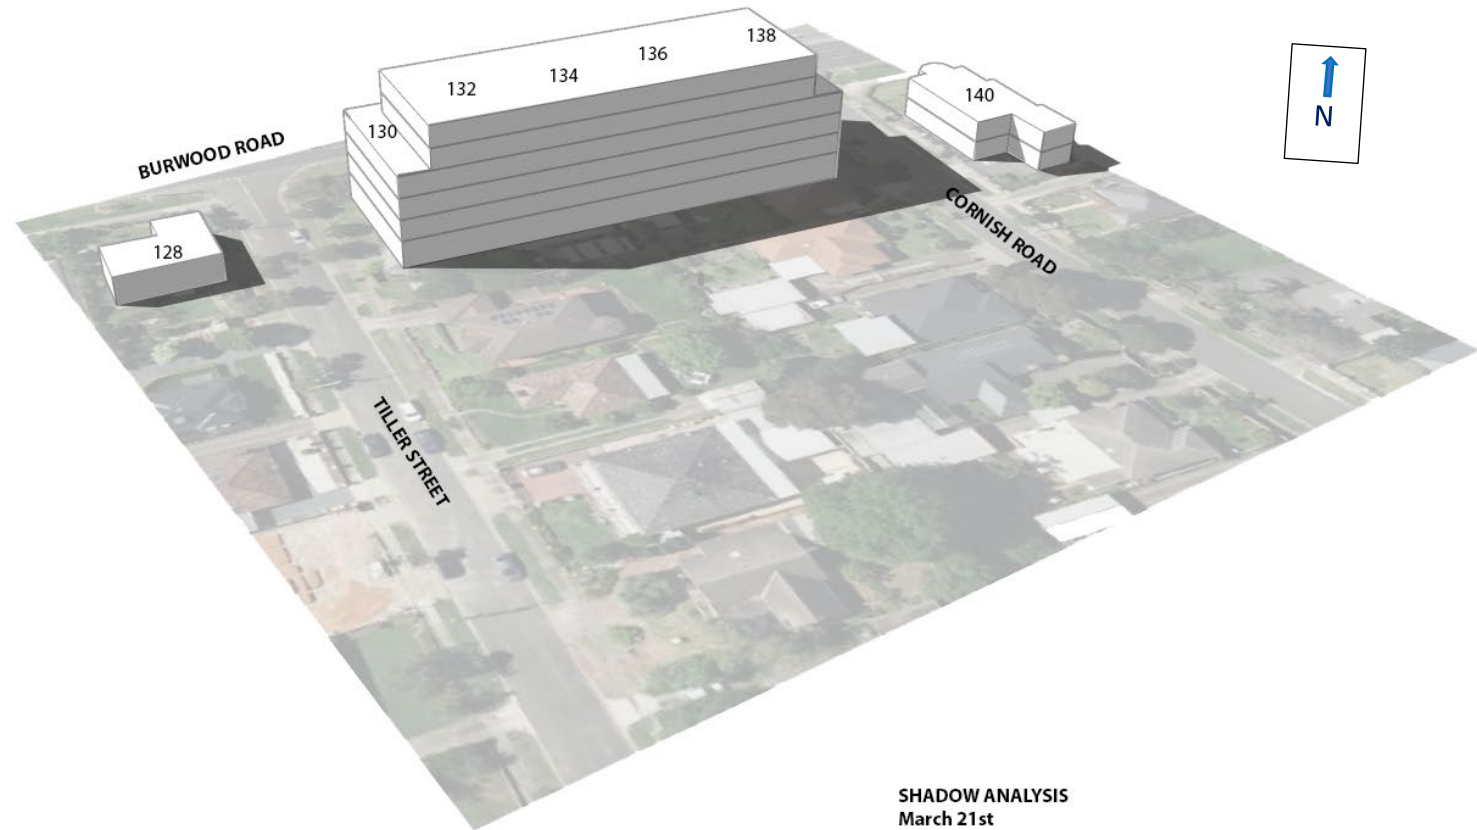 138
136
134
132
130
140
N
BURWOOD ROAD
128
CORNISH ROAD
TILLER STREET
SHADOW ANALYSIS
March 21st